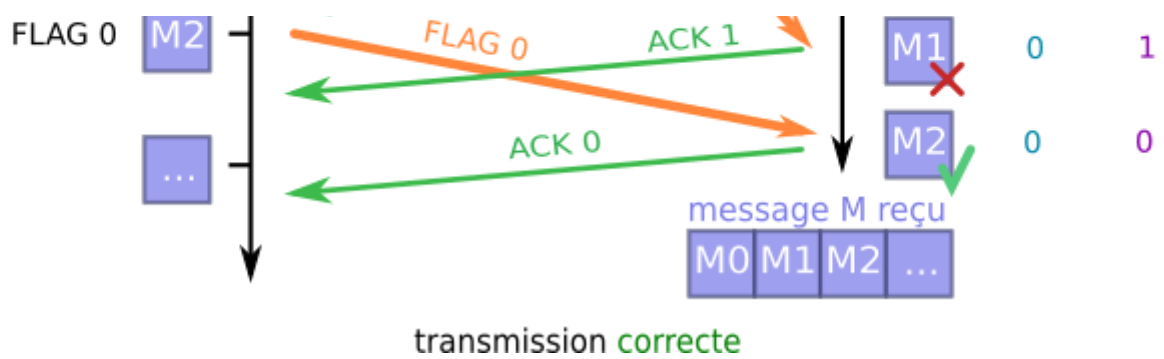 FLAG 0
M2
FLAG 0
ACK 1
M1
0
1
...
ACK 0
M2
0
0
message M reçu
M0 M1 M2 ...
transmission correcte